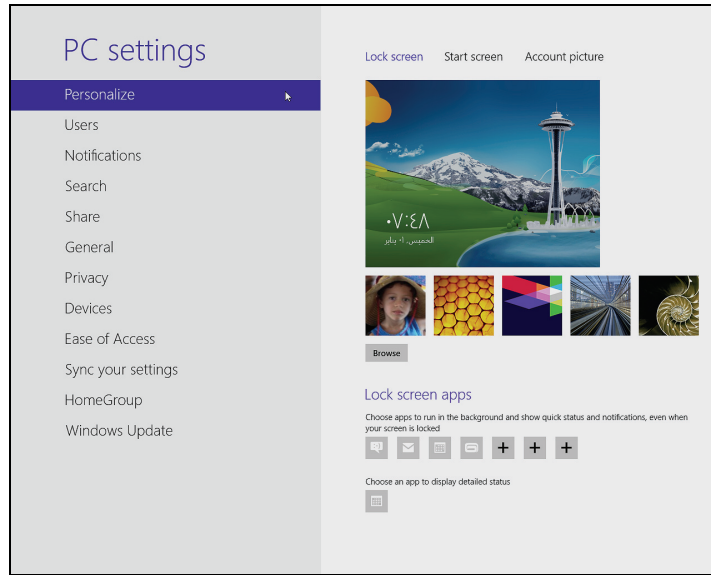 PC settings
Personalize
Users
Notifications
Search
Share
General
Privacy
Devices
Ease of Access
Sync your settings
HomeGroup
Windows Update
Lock screen Start screen Account picture
٠٧:٤٨
الخميس، ١٠ يناير
Browse
Lock screen apps
Choose apps to run in the background and show quick status and notifications, even when
your screen is locked
Choose an app to display detailed status